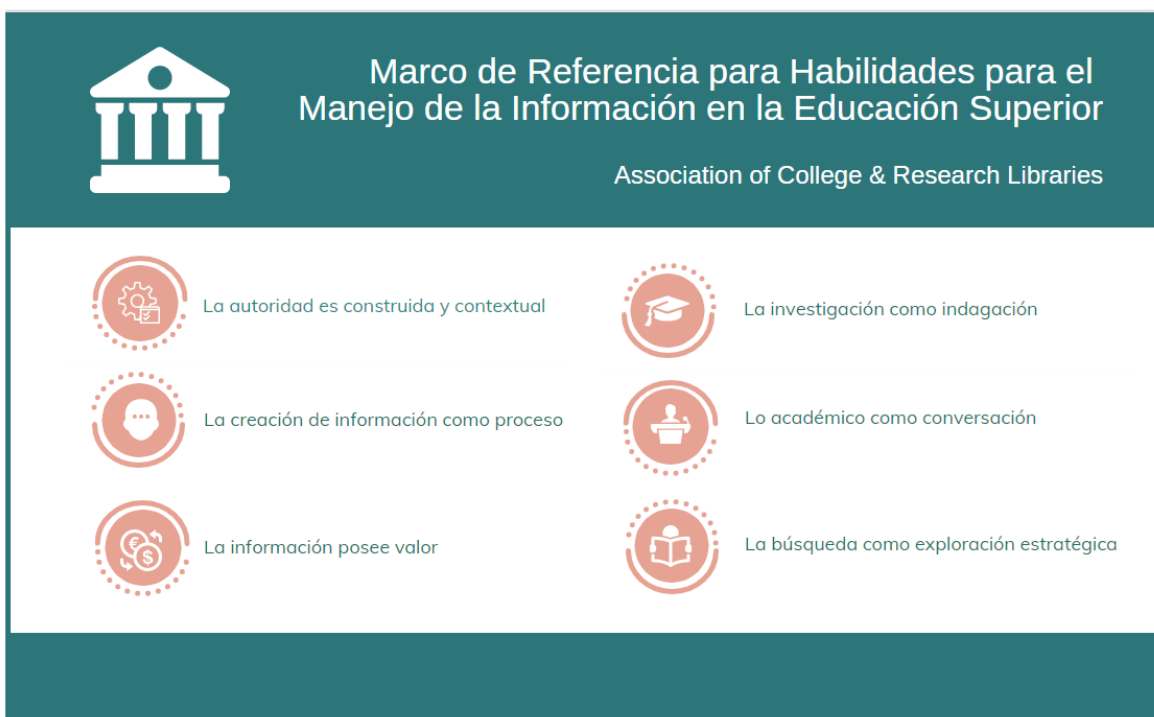 Marco de Referencia para Habilidades para el
Manejo de la Información en la Educación Superior
Association of College & Research Libraries
La autoridad es construida y contextual
La creación de información como proceso
La información posee valor
La investigación como indagación
Lo académico como conversación
La búsqueda como exploración estratégica